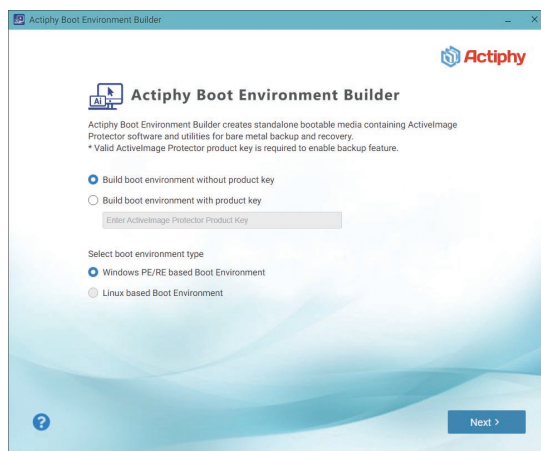 Actiphy Boot Environment Builder
Actiphy
Ai
Actiphy Boot Environment Builder
Actiphy Boot Environment Builder creates standalone bootable media containing ActiveImage
Protector software and utilities for bare metal backup and recovery.
* Valid ActiveImage Protector product key is required to enable backup feature.
Build boot environment without product key
Build boot environment with product key
Enter ActiveImage Protector Product Key
Select boot environment type
Windows PE/RE based Boot Environment
Linux based Boot Environment
?
Next >